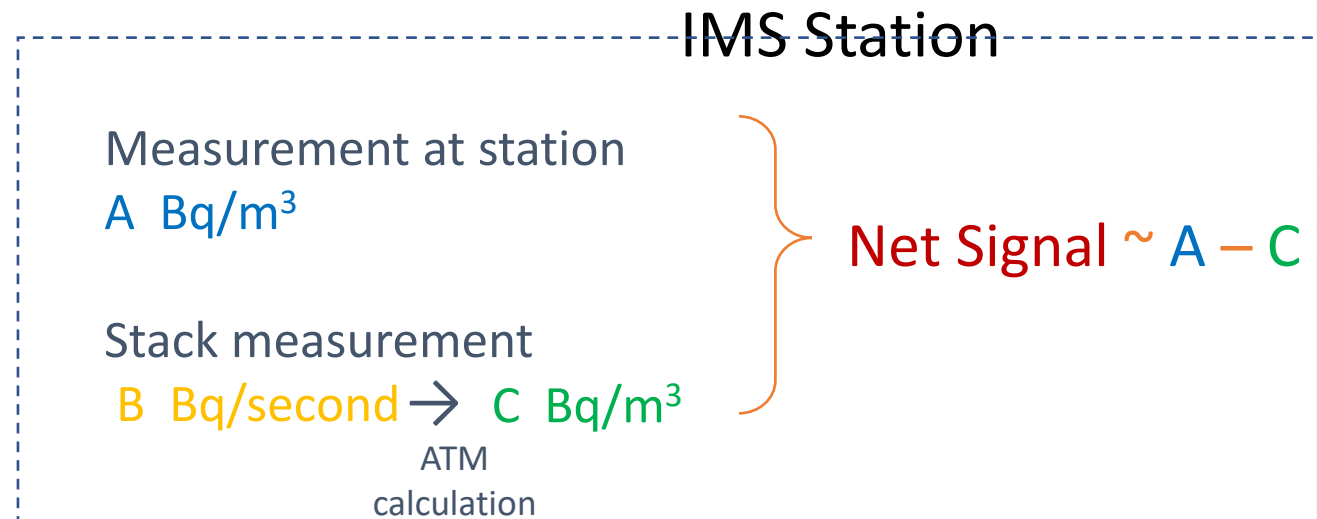 IMS Station
Measurement at station
A Bq/m³
Net Signal ~ A – C
Stack measurement
B Bq/second → C Bq/m³
ATM
calculation